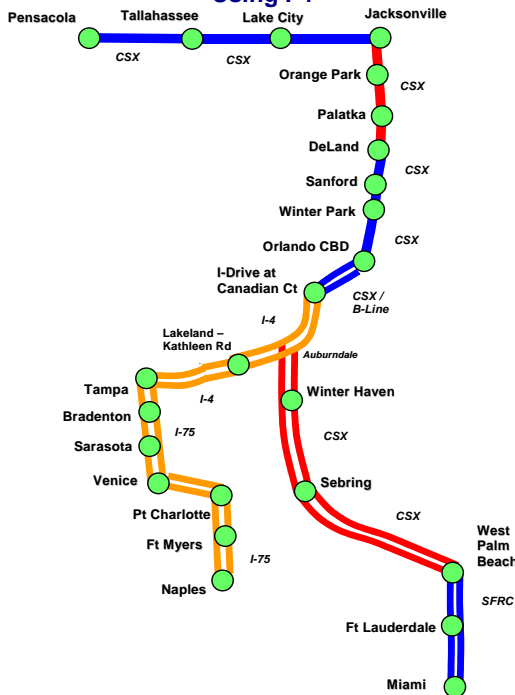 Using I-4
Pensacola
Tallahassee
Lake City
Jacksonville
CSX
CSX
Orange Park
CSX
Palatka
DeLand
CSX
Sanford
Winter Park
CSX
Orlando CBD
I-Drive at
Canadian Ct
CSX /
B-Line
I-4
Lakeland –
Kathleen Rd
Auburndale
Tampa
I-4
Winter Haven
Bradenton
I-75
CSX
Sarasota
Venice
Sebring
Pt Charlotte
CSX
West
Palm
Beach
Ft Myers
I-75
Naples
SFRC
Ft Lauderdale
Miami